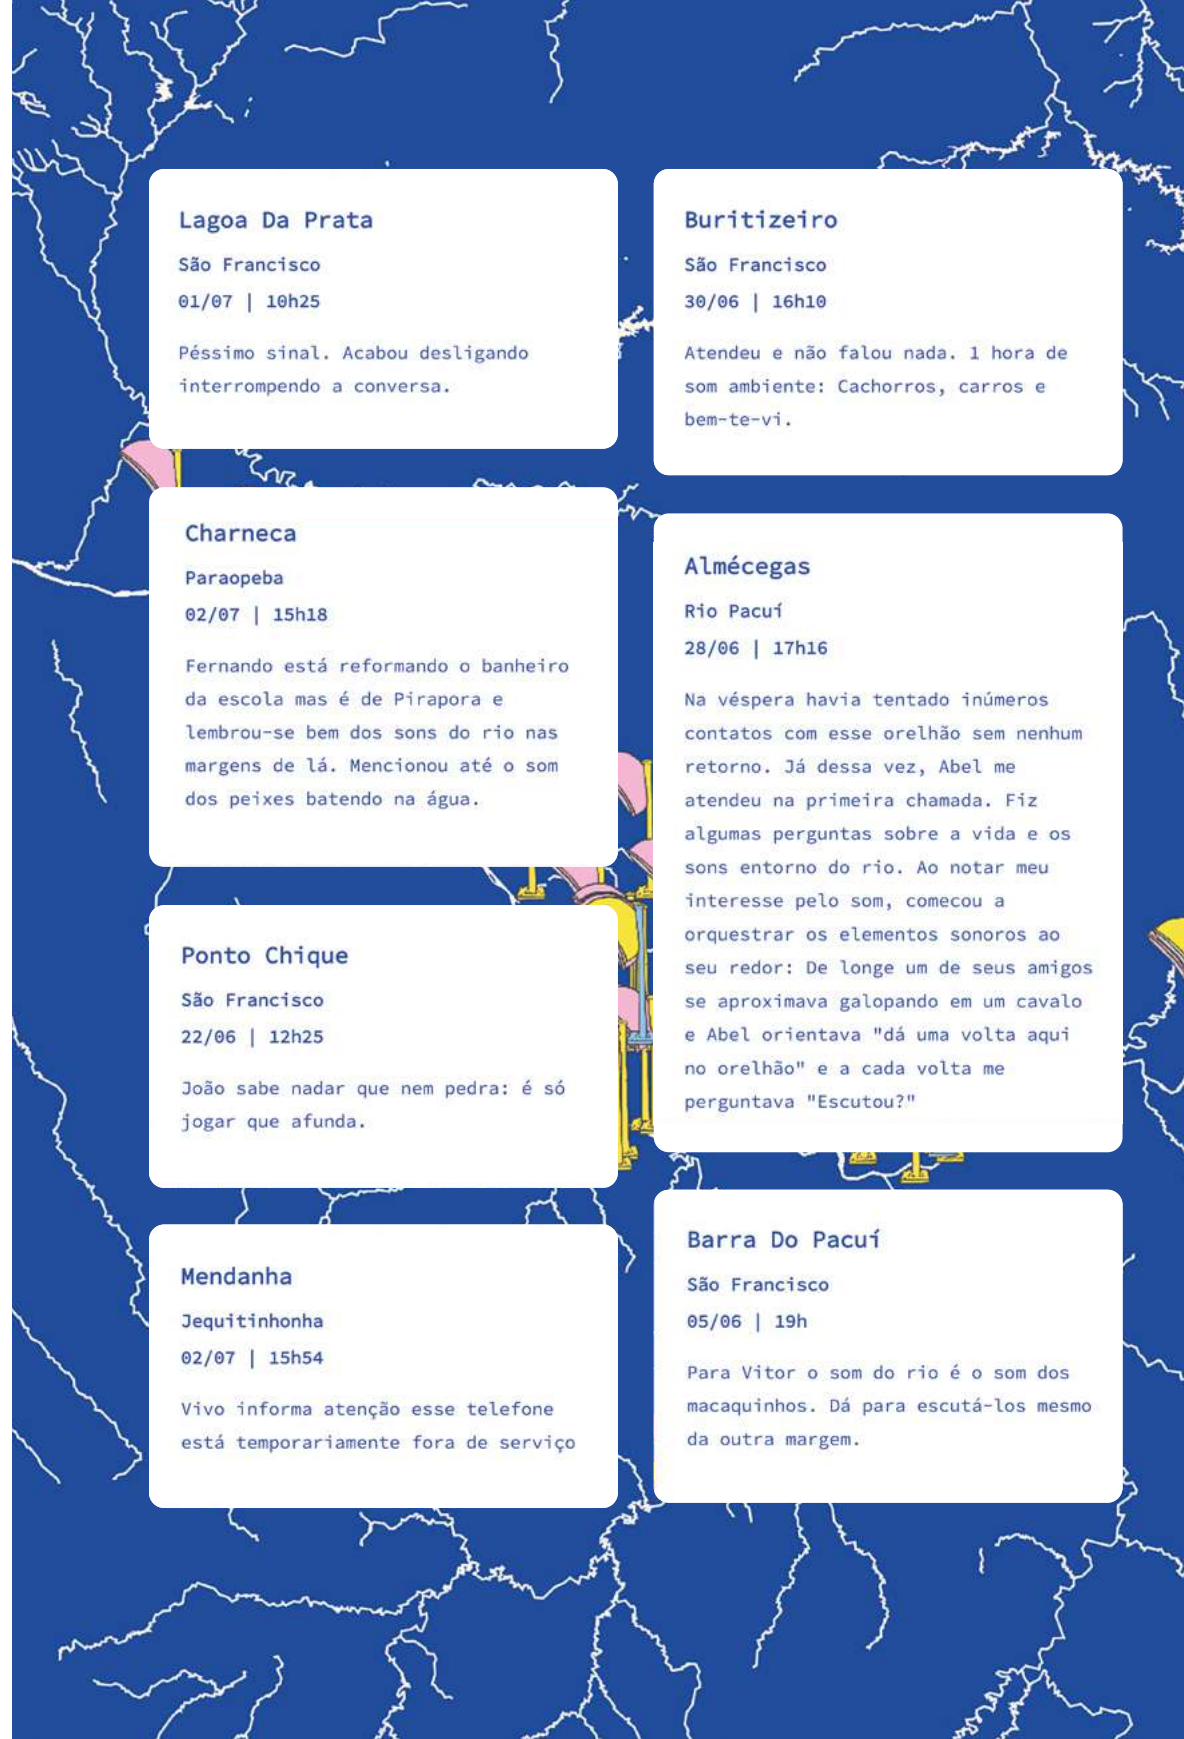 Lagoa Da Prata
São Francisco
01/07 | 10h25
Péssimo sinal. Acabou desligando
interrompendo a conversa.
Charneca
Paraopeba
02/07 | 15h18
Fernando está reformando o banheiro
da escola mas é de Pirapora e
lembrou-se bem dos sons do rio nas
margens de lá. Mencionou até o som
dos peixes batendo na água.
Ponto Chique
São Francisco
22/06 | 12h25
João sabe nadar que nem pedra: é só
jogar que afunda.
Mendanha
Jequitinhonha
02/07 | 15h54
Vivo informa atenção esse telefone
está temporariamente fora de serviço
Buritizeiro
São Francisco
30/06 | 16h10
Atendeu e não falou nada. 1 hora de
som ambiente: Cachorros, carros e
bem-te-vi.
Almécegas
Rio Pacuí
28/06 | 17h16
Na véspera havia tentado inúmeros
contatos com esse orelhão sem nenhum
retorno. Já dessa vez, Abel me
atendeu na primeira chamada. Fiz
algumas perguntas sobre a vida e os
sons entorno do rio. Ao notar meu
interesse pelo som, comecou a
orquestrar os elementos sonoros ao
seu redor: De longe um de seus amigos
se aproximava galopando em um cavalo
e Abel orientava "dá uma volta aqui
no orelhão" e a cada volta me
perguntava "Escutou?"
Barra Do Pacuí
São Francisco
05/06 | 19h
Para Vitor o som do rio é o som dos
macaquinhos. Dá para escutá-los mesmo
da outra margem.